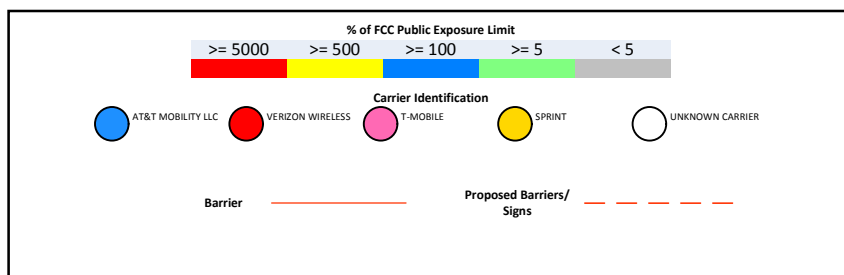 % of FCC Public Exposure Limit
>= 5000 >= 500 >= 100 >= 5 < 5
Carrier Identification
AT&T MOBILITY LLC VERIZON WIRELESS T-MOBILE SPRINT UNKNOWN CARRIER
Barrier Proposed Barriers/
Signs